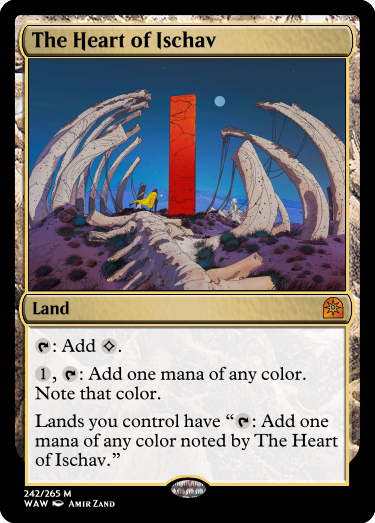 The Heart of Ischav
Land
: Add .
1, : Add one mana of any color.
Note that color.
Lands you control have “: Add one
mana of any color noted by The Heart
of Ischav.”
242/265 M
WAW Amir Zand